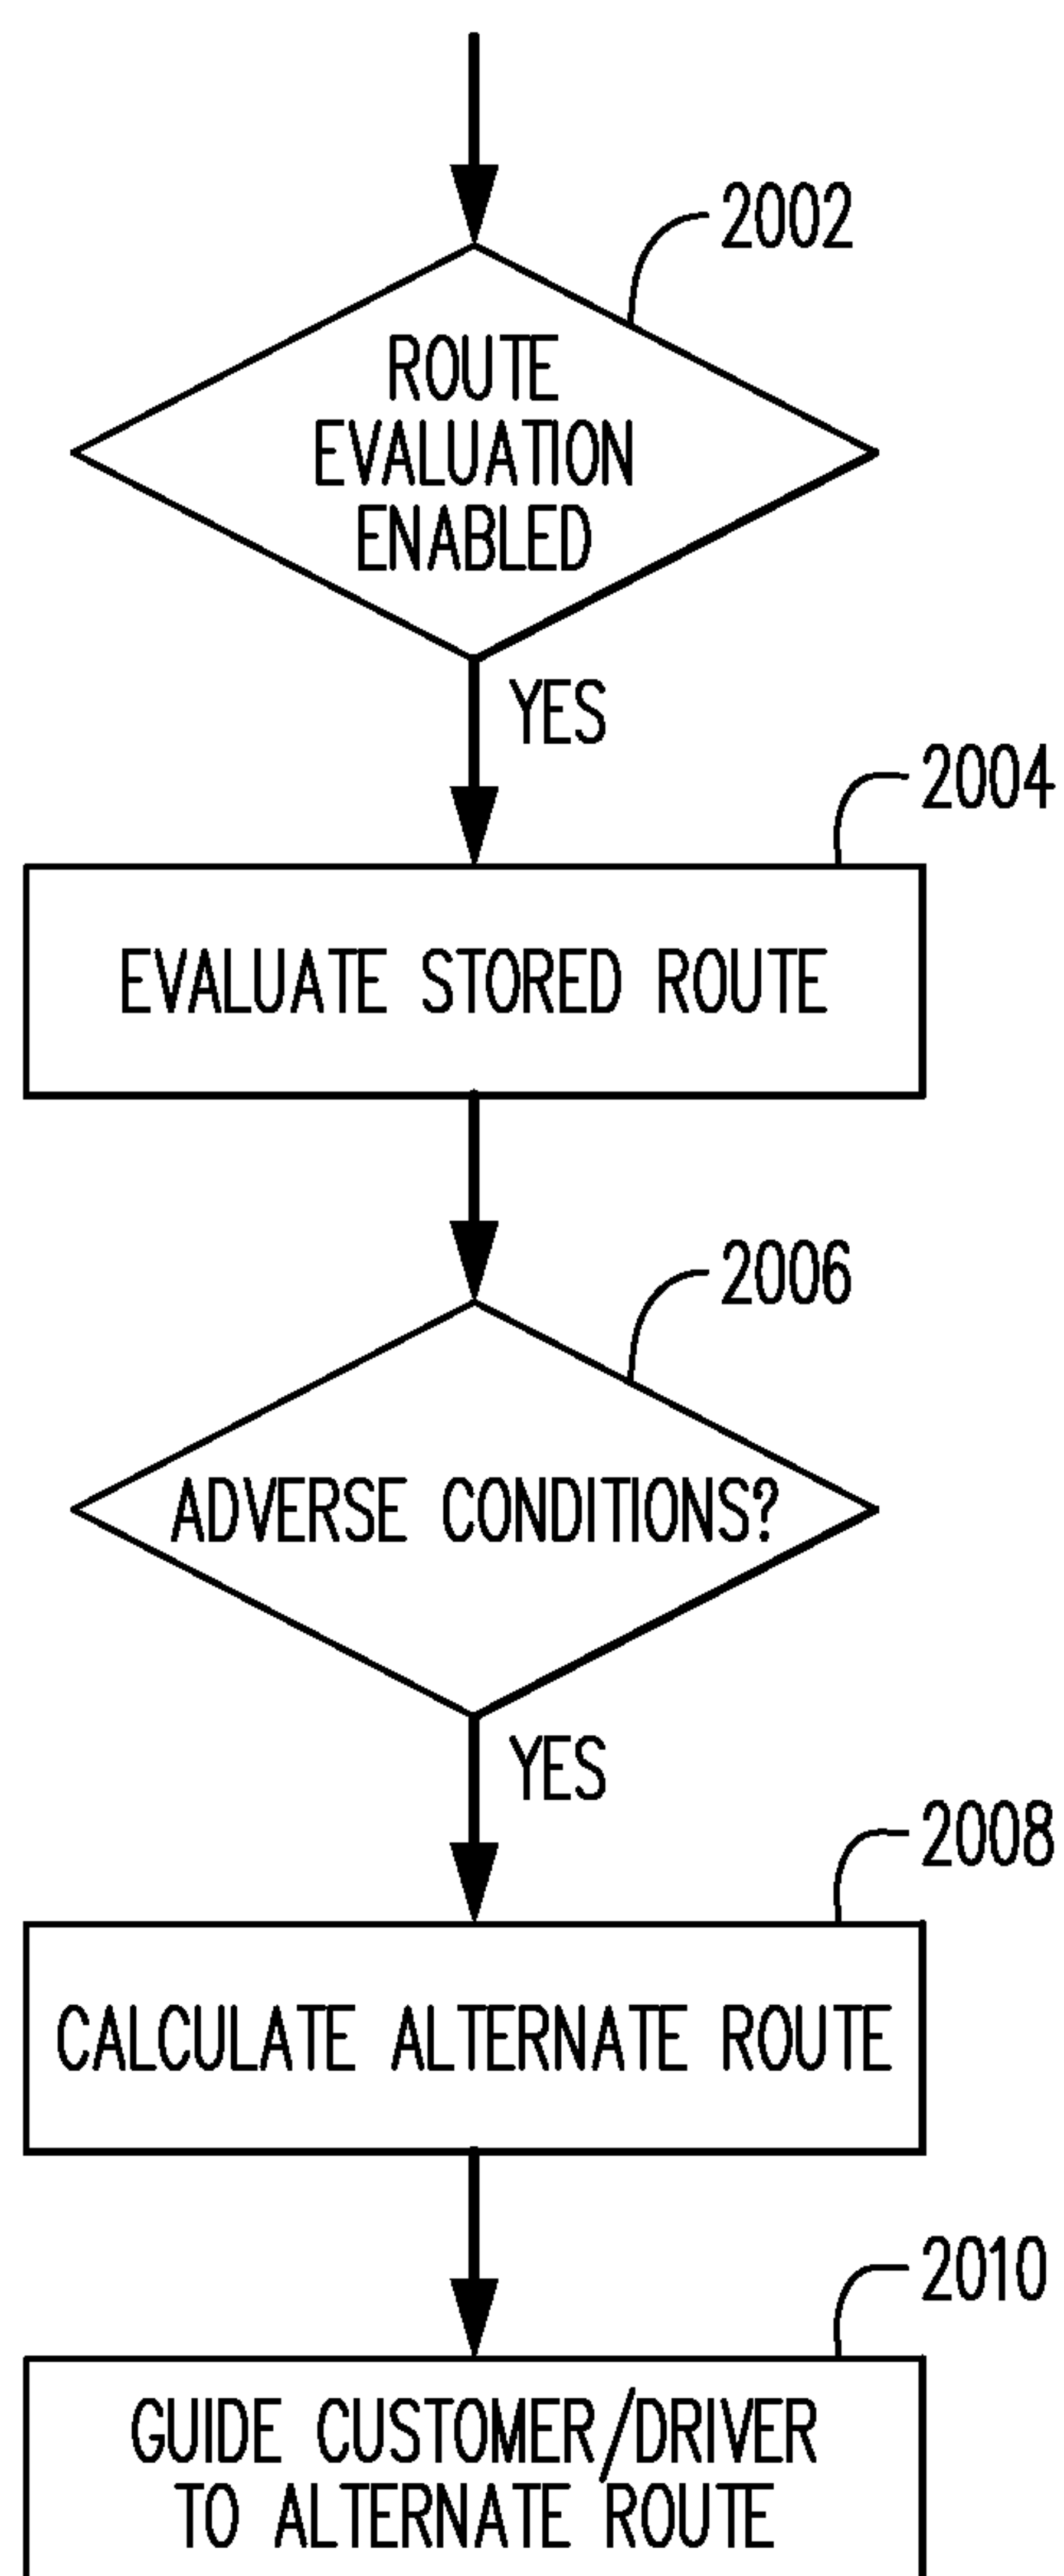 2002
ROUTE
EVALUATION
ENABLED
YES
2004
EVALUATE STORED ROUTE
2006
ADVERSE CONDITIONS?
YES
2008
CALCULATE ALTERNATE ROUTE
2010
GUIDE CUSTOMER/DRIVER
TO ALTERNATE ROUTE